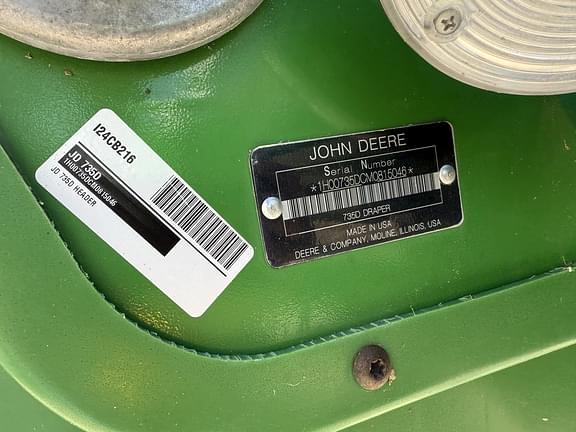 I24CB216
JD 735D
1H00735DCM0815046
JD 735D HEADER
JOHN DEERE
Serial Number
*1H00735DCM0815046*
735D DRAPER
MADE IN USA
DEERE & COMPANY, MOLINE, ILLINOIS, USA